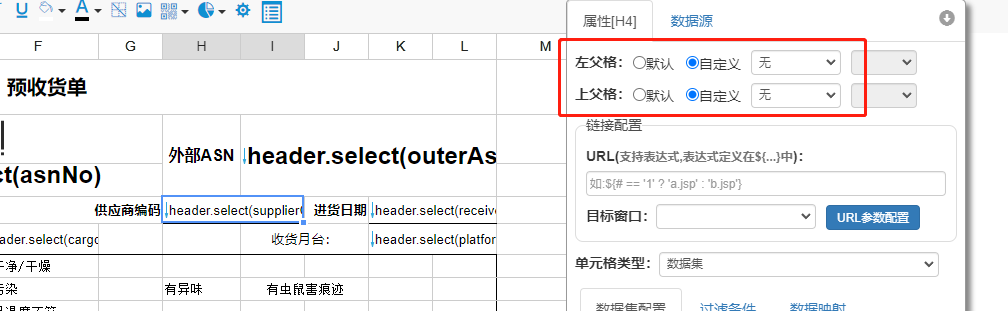 U A
属性[H4] 数据源
F G H I J K L M
左父格: 默认 自定义 无
预收货单
上父格: 默认 自定义 无
链接配置
外部ASN header.select(outerAs
URL(支持表达式,表达式定义在${...}中):
ct(asnNo)
如:${# == '1' ? 'a.jsp' : 'b.jsp'}
供应商编码 header.select(supplier 进货日期 header.select(receive
目标窗口: URL参数配置
ader.select(cargo 收货月台: header.select(platfor
单元格类型: 数据集
干净/干燥
污染 有异味 有虫鼠害痕迹
数据集配置 过滤条件 数据映射